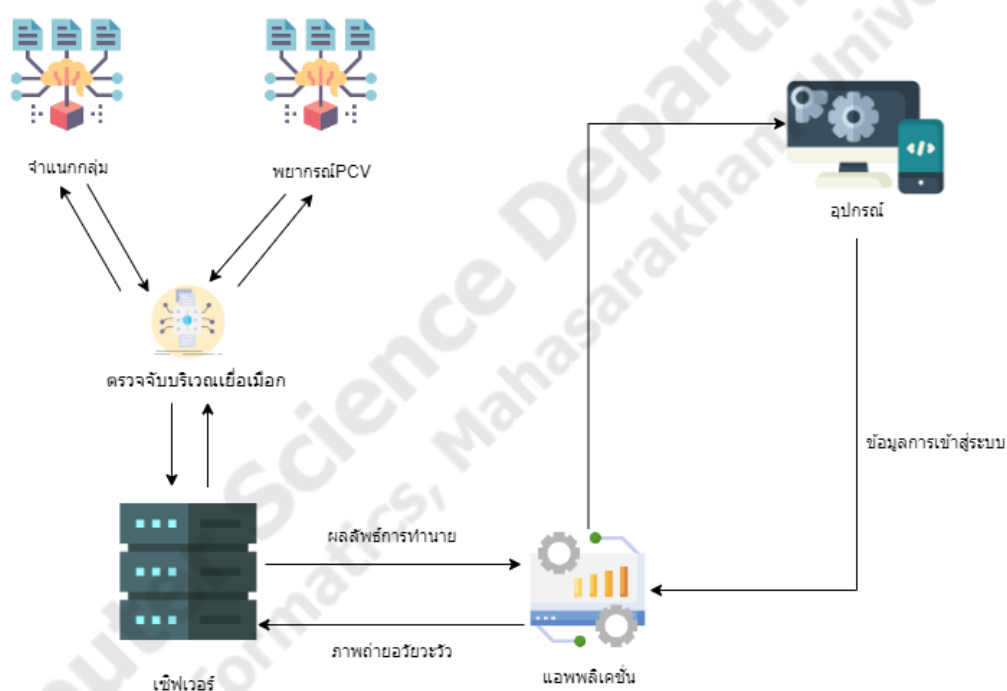 จำแนกกลุ่ม
พยากรณ์PCV
อุปกรณ์
ตรวจจับบริเวณเยื่อเมือก
ข้อมูลการเข้าสู่ระบบ
ผลลัพธ์การทำนาย
ภาพถ่ายอวัยวะวัว
เซิฟเวอร์
แอพพลิเคชั่น